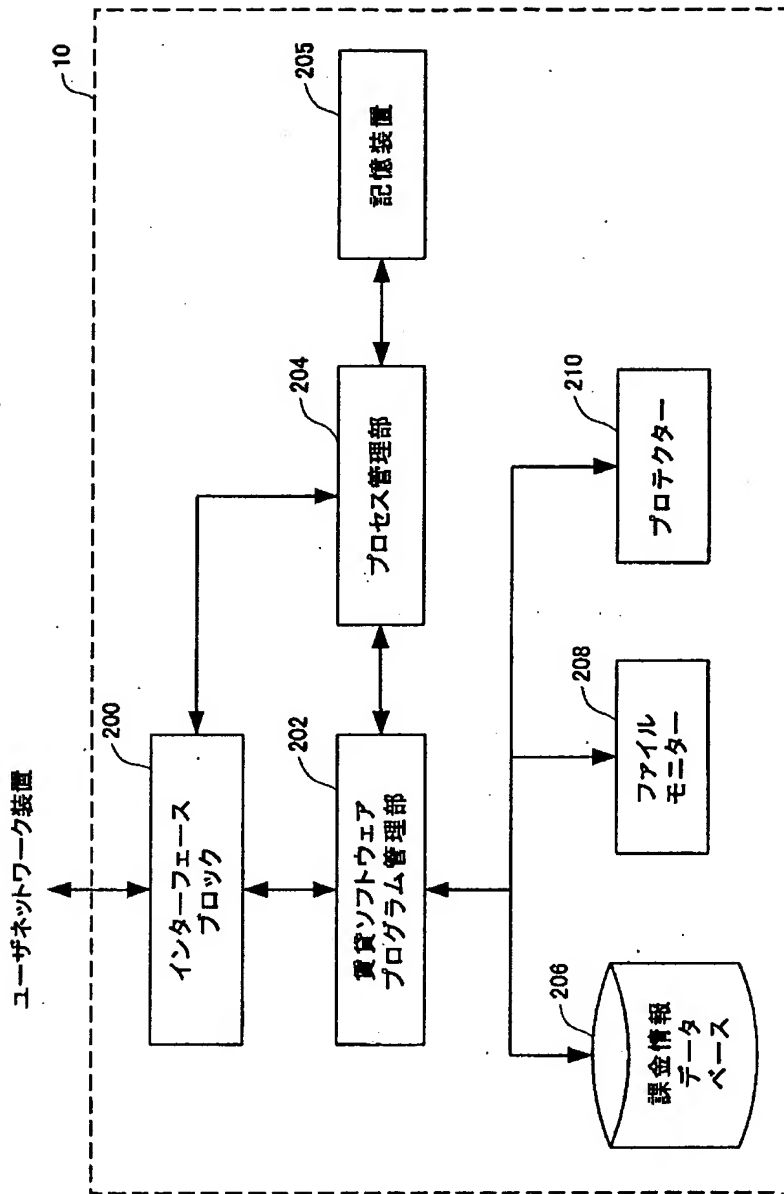 ユーザネットワーク装置
10
200
インターフェース
ブロック
202
賃貸ソフトウェア
プログラム管理部
204
プロセス管理部
205
記憶装置
206
課金情報
データ
ベース
208
ファイル
モニター
210
プロテクター